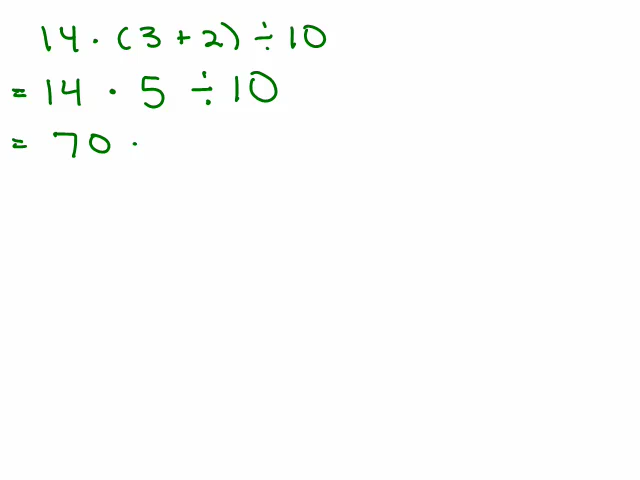 14 · (3 + 2) ÷ 10
= 14 · 5 ÷ 10
= 70 ·